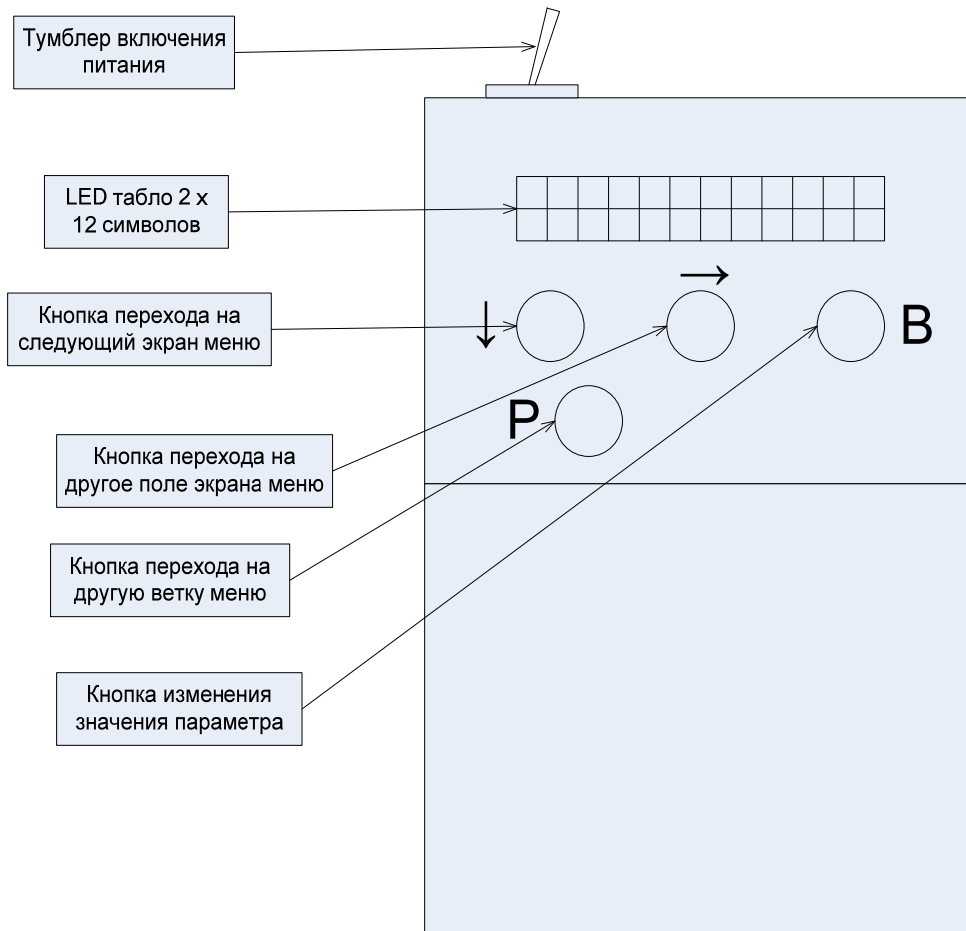 Тумблер включения
питания
LED табло 2 х
12 символов
→
Кнопка перехода на
следующий экран меню
↓
В
Р
Кнопка перехода на
другое поле экрана меню
Кнопка перехода на
другую ветку меню
Кнопка изменения
значения параметра